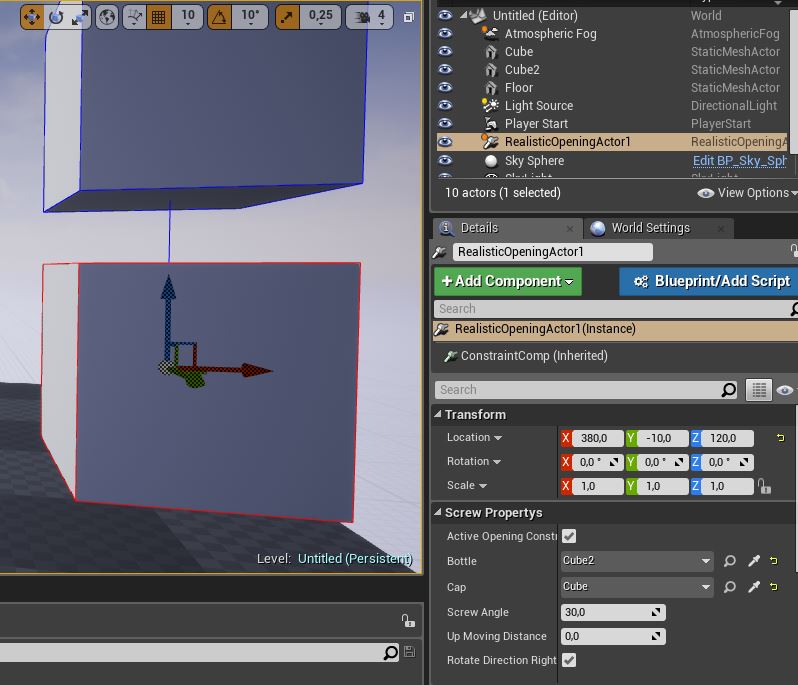 10 10° 0,25 4
Untitled (Editor) World
Atmospheric Fog AtmosphericFog
Cube StaticMeshActor
Cube2 StaticMeshActor
Floor StaticMeshActor
Light Source DirectionalLight
Player Start PlayerStart
RealisticOpeningActor1 RealisticOpeningA
Sky Sphere Edit BP_Sky_Sph
10 actors (1 selected) View Options
Details World Settings
RealisticOpeningActor1
+Add Component Blueprint/Add Script
Search
RealisticOpeningActor1(Instance)
ConstraintComp (Inherited)
Search
Transform
Location X 380,0 Y -10,0 Z 120,0
Rotation X 0,0 ° Y 0,0 ° Z 0,0 °
Scale X 1,0 Y 1,0 Z 1,0
Screw Propertys
Active Opening Constr
Level: Untitled (Persistent)
Bottle Cube2
Cap Cube
Screw Angle 30,0
Up Moving Distance 0,0
Rotate Direction Right